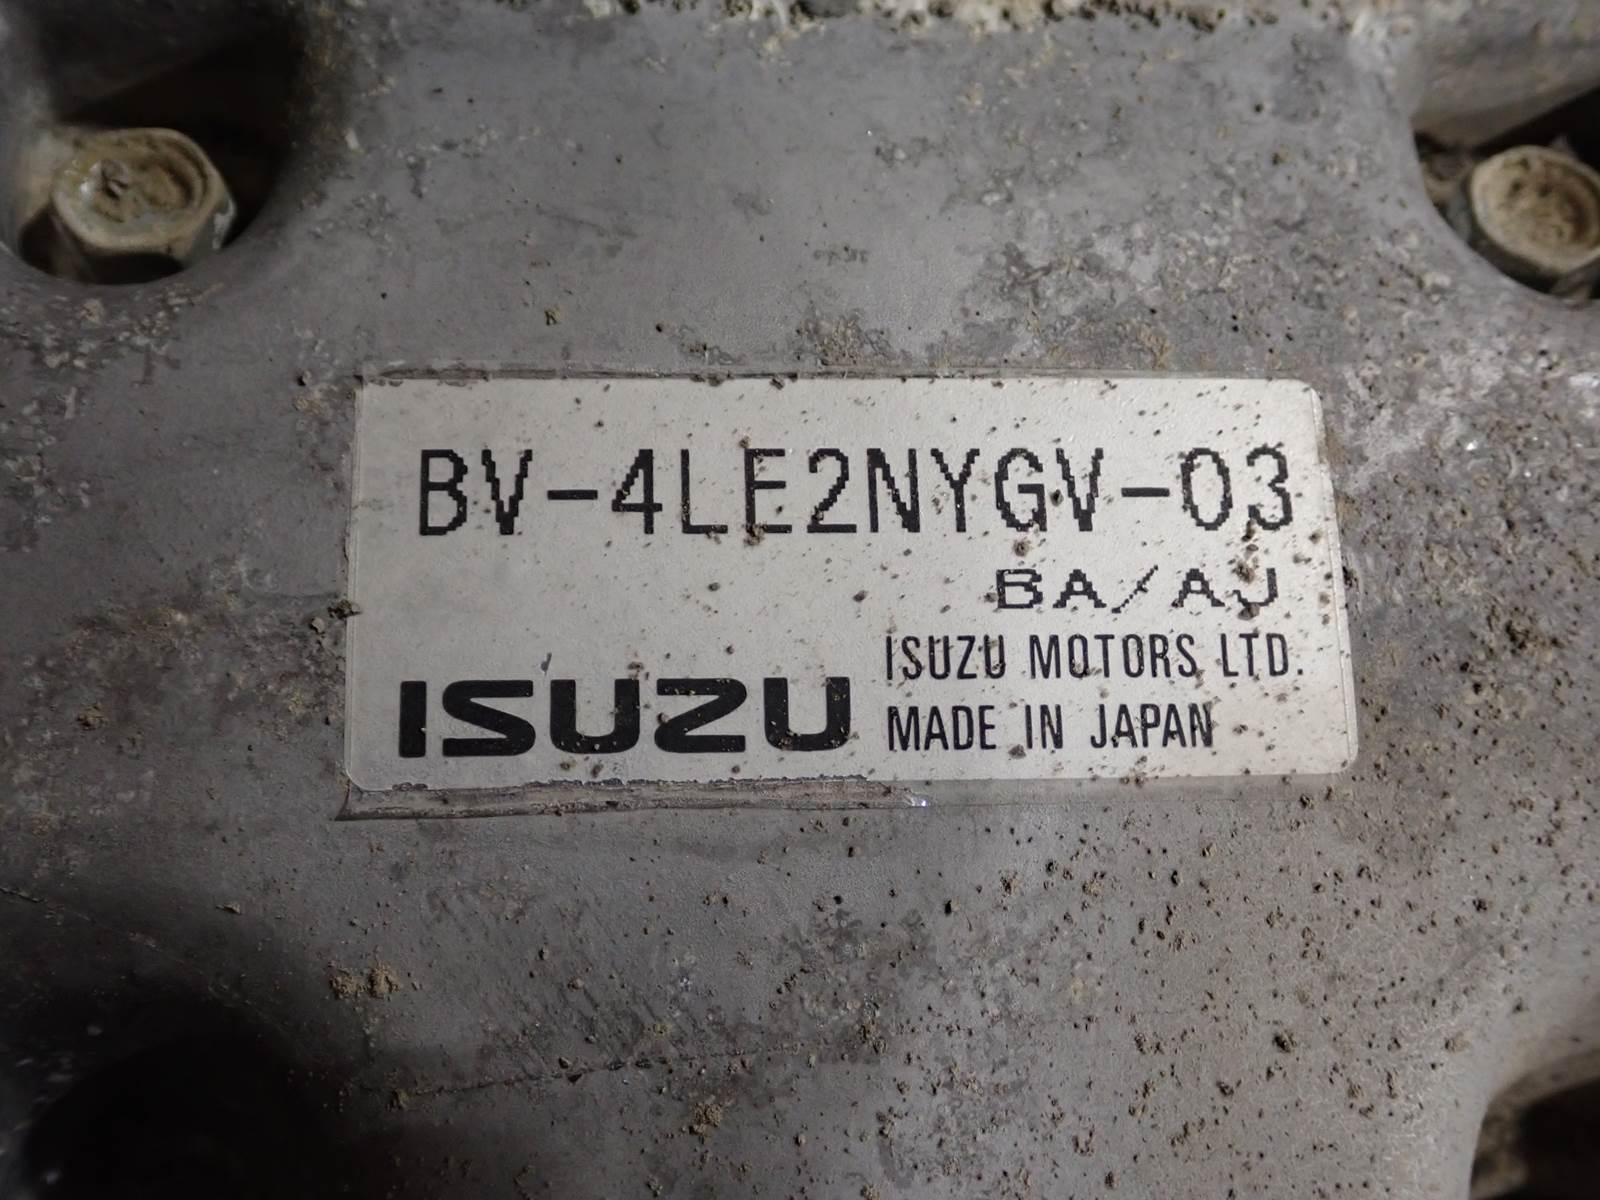 BV-4LE2NYGV-03
BA/AJ
ISUZU
ISUZU MOTORS LTD.
MADE IN JAPAN